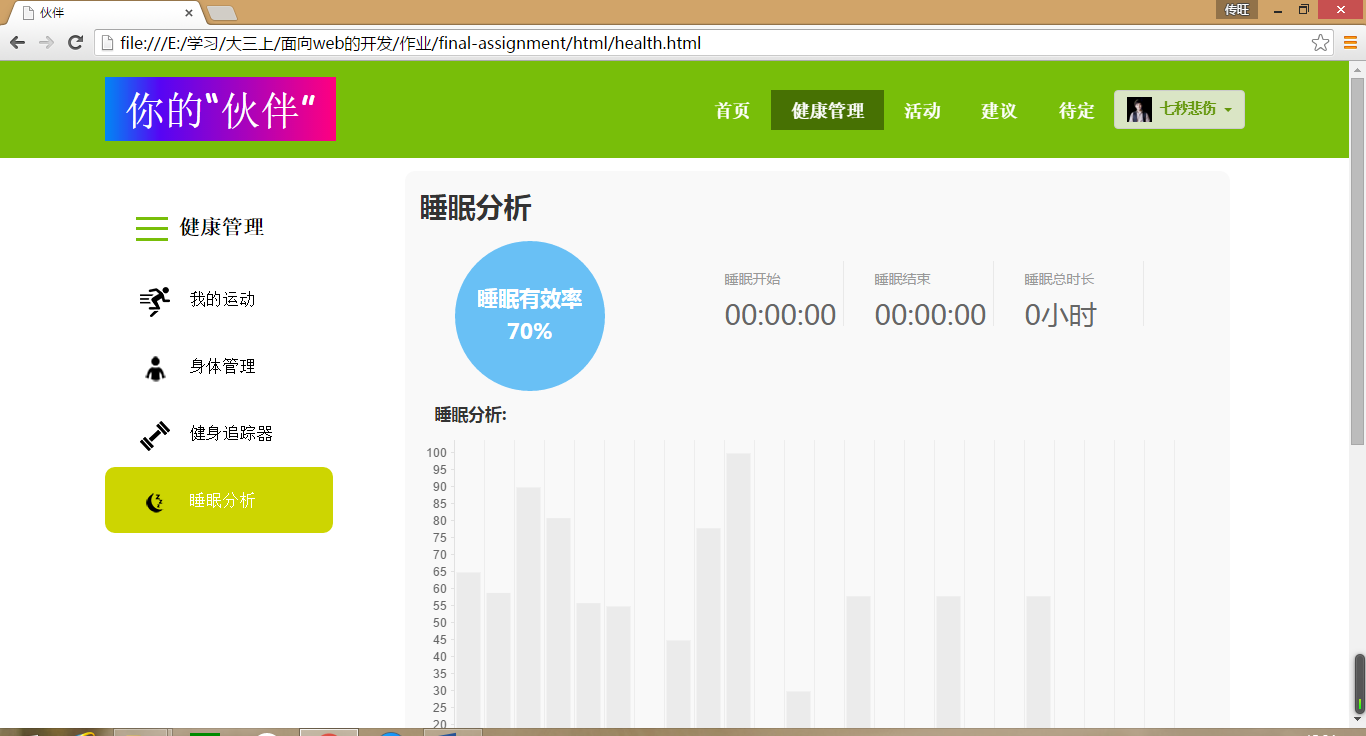 伙伴
传旺
file:///E:/学习/大三上/面向web的开发/作业/final-assignment/html/health.html
你的“伙伴”
首页 健康管理 活动 建议 待定 七秒悲伤
健康管理
我的运动
身体管理
健身追踪器
睡眠分析
睡眠分析
睡眠有效率
70%
睡眠开始 睡眠结束 睡眠总时长
00:00:00 00:00:00 0小时
睡眠分析:
100
95
90
85
80
75
70
65
60
55
50
45
40
35
30
25
20